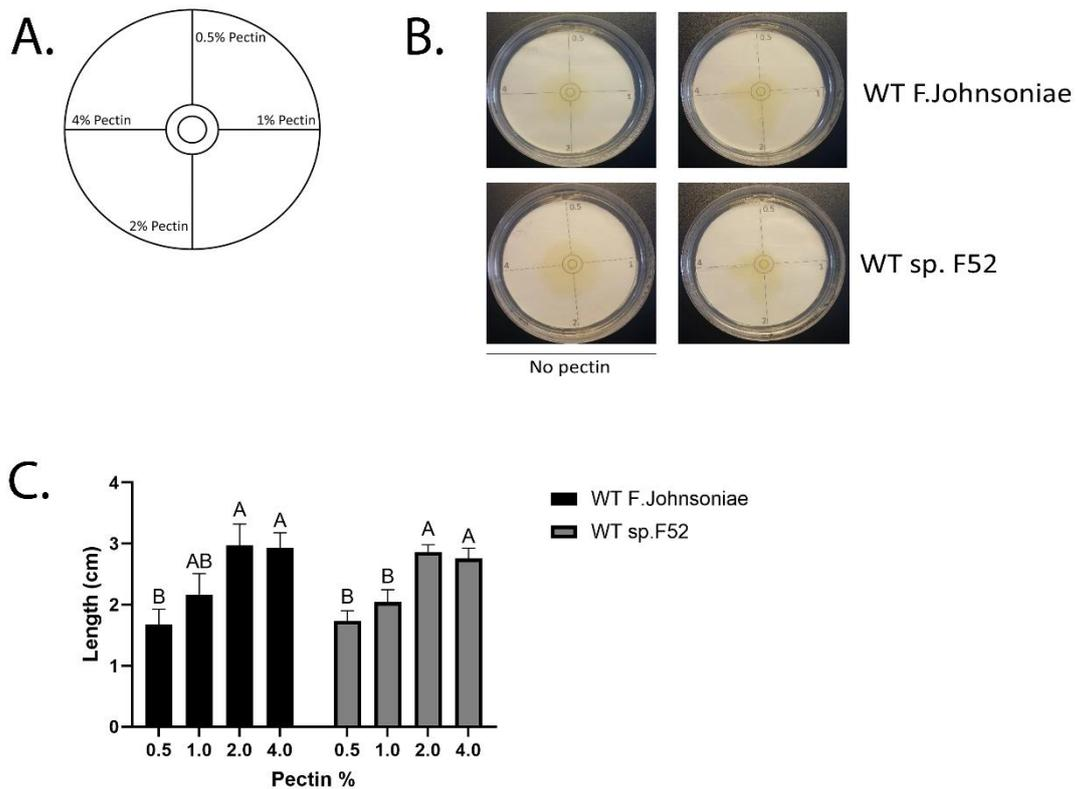 A.
0.5% Pectin
4% Pectin
1% Pectin
2% Pectin
B.
0.5
4
1
0.5
4
1
2
WT F.Johnsoniae
0.5
4
1
2
0.5
4
1
2
WT sp. F52
No pectin
C.
Length (cm)
4
3
2
1
0
B
AB
A
A
B
B
A
A
0.5 1.0 2.0 4.0 0.5 1.0 2.0 4.0
Pectin %
WT F.Johnsoniae
WT sp.F52